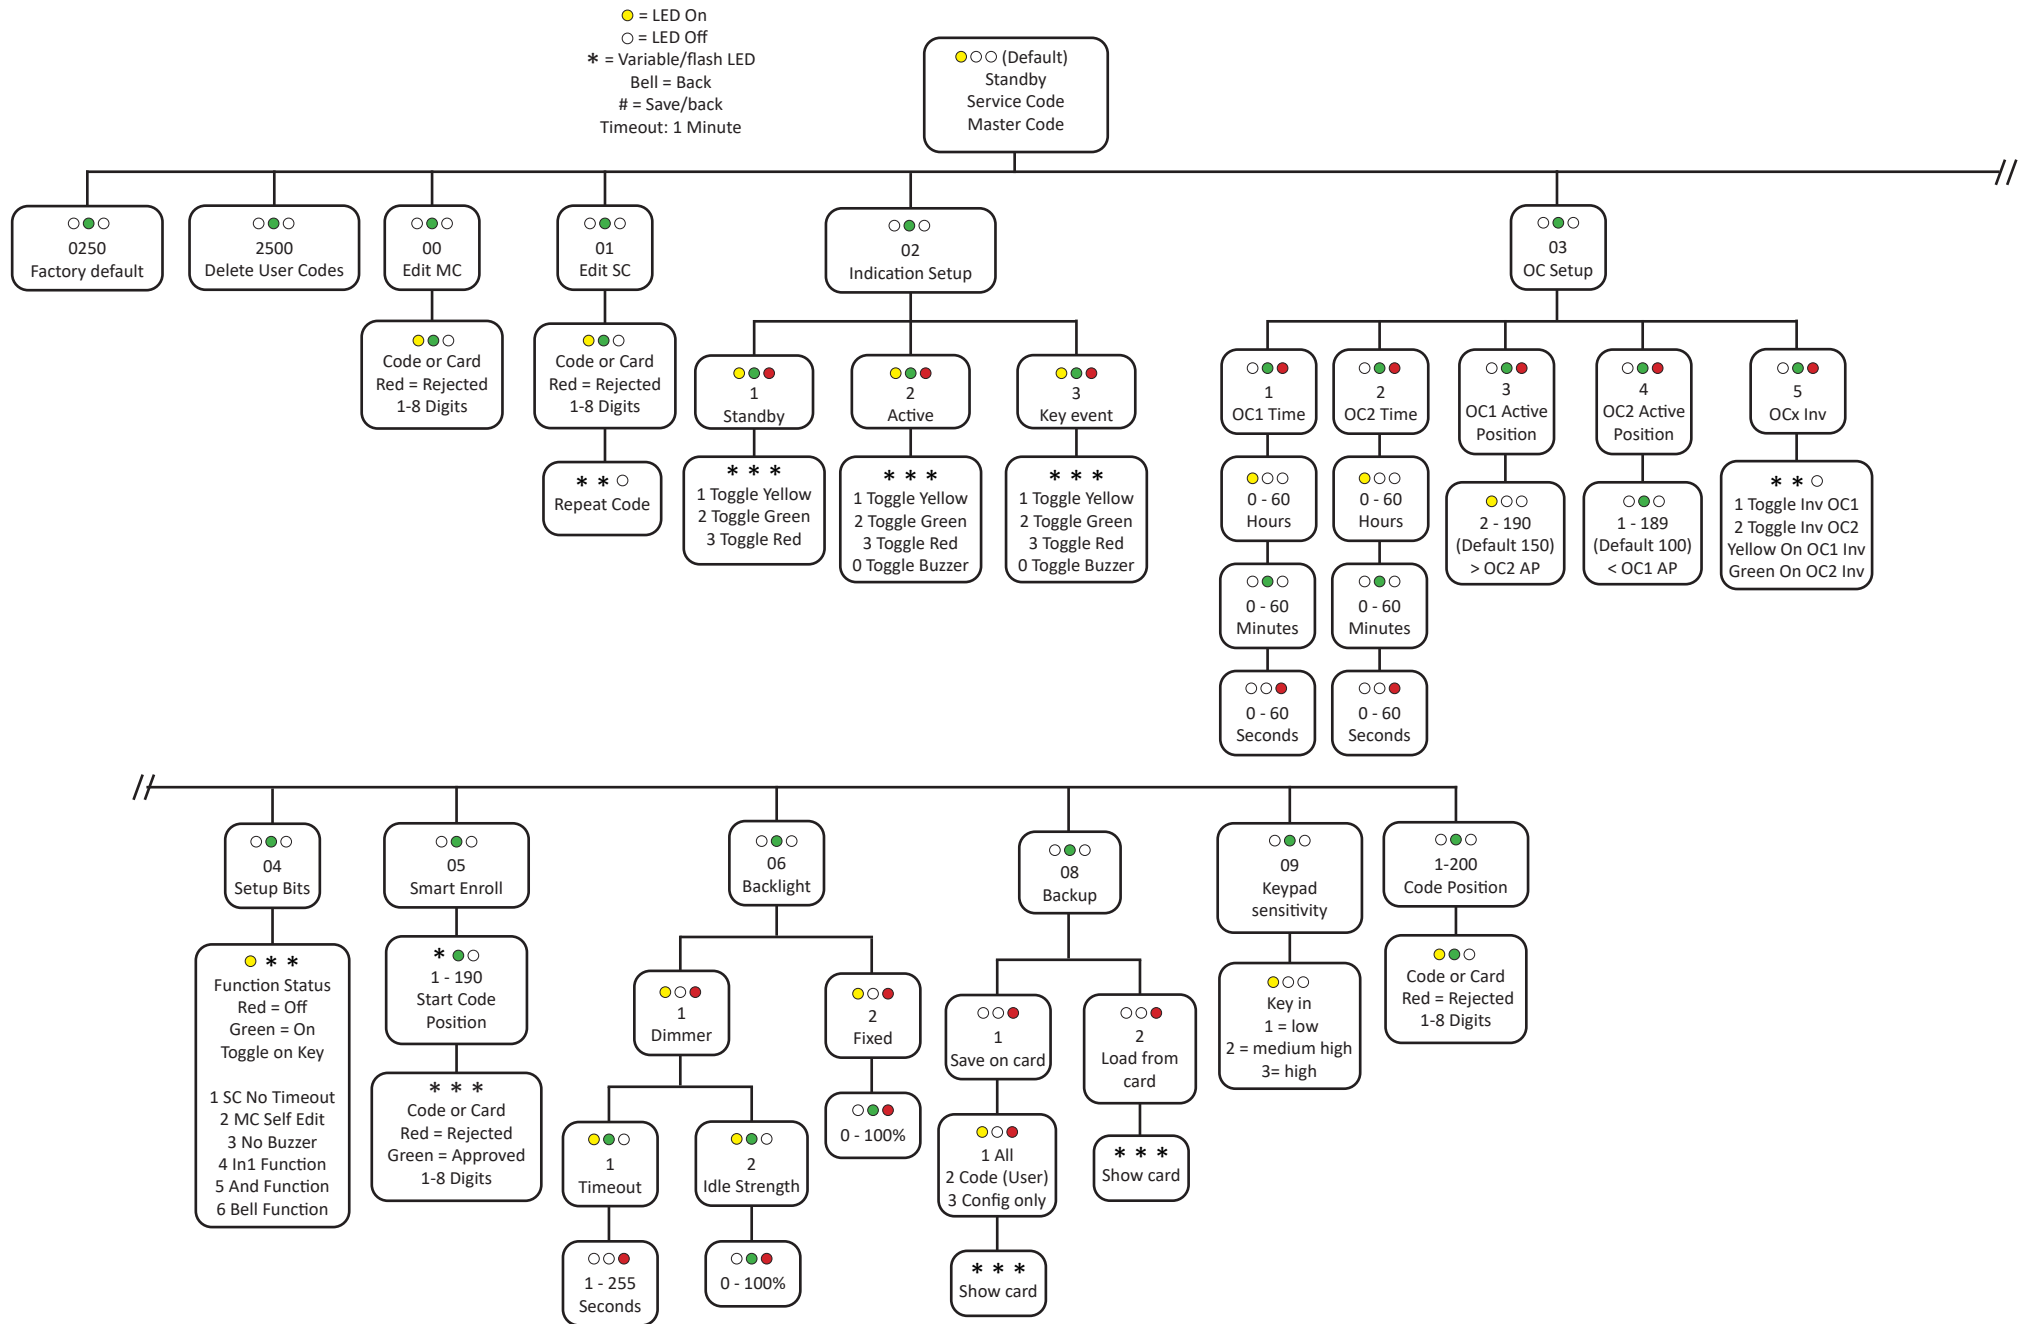 = LED On
= LED Off
* = Variable/flash LED
Bell = Back
# = Save/back
Timeout: 1 Minute
(Default)
Standby
Service Code
Master Code
0250
Factory default
2500
Delete User Codes
00
Edit MC
Code or Card
Red = Rejected
1-8 Digits
01
Edit SC
Code or Card
Red = Rejected
1-8 Digits
* *
Repeat Code
02
Indication Setup
1
Standby
* * *
1 Toggle Yellow
2 Toggle Green
3 Toggle Red
2
Active
* * *
1 Toggle Yellow
2 Toggle Green
3 Toggle Red
0 Toggle Buzzer
3
Key event
* * *
1 Toggle Yellow
2 Toggle Green
3 Toggle Red
0 Toggle Buzzer
03
OC Setup
1
OC1 Time
0 - 60
Hours
0 - 60
Minutes
0 - 60
Seconds
2
OC2 Time
0 - 60
Hours
0 - 60
Minutes
0 - 60
Seconds
3
OC1 Active
Position
2 - 190
(Default 150)
> OC2 AP
4
OC2 Active
Position
1 - 189
(Default 100)
< OC1 AP
5
OCx Inv
* *
1 Toggle Inv OC1
2 Toggle Inv OC2
Yellow On OC1 Inv
Green On OC2 Inv
04
Setup Bits
* *
Function Status
Red = Off
Green = On
Toggle on Key
1 SC No Timeout
2 MC Self Edit
3 No Buzzer
4 In1 Function
5 And Function
6 Bell Function
05
Smart Enroll
*
1 - 190
Start Code
Position
* * *
Code or Card
Red = Rejected
Green = Approved
1-8 Digits
06
Backlight
1
Dimmer
1
Timeout
1 - 255
Seconds
2
Idle Strength
0 - 100%
2
Fixed
0 - 100%
08
Backup
1
Save on card
1 All
2 Code (User)
3 Config only
* * *
Show card
2
Load from
card
* * *
Show card
09
Keypad
sensitivity
Key in
1 = low
2 = medium high
3= high
1-200
Code Position
Code or Card
Red = Rejected
1-8 Digits